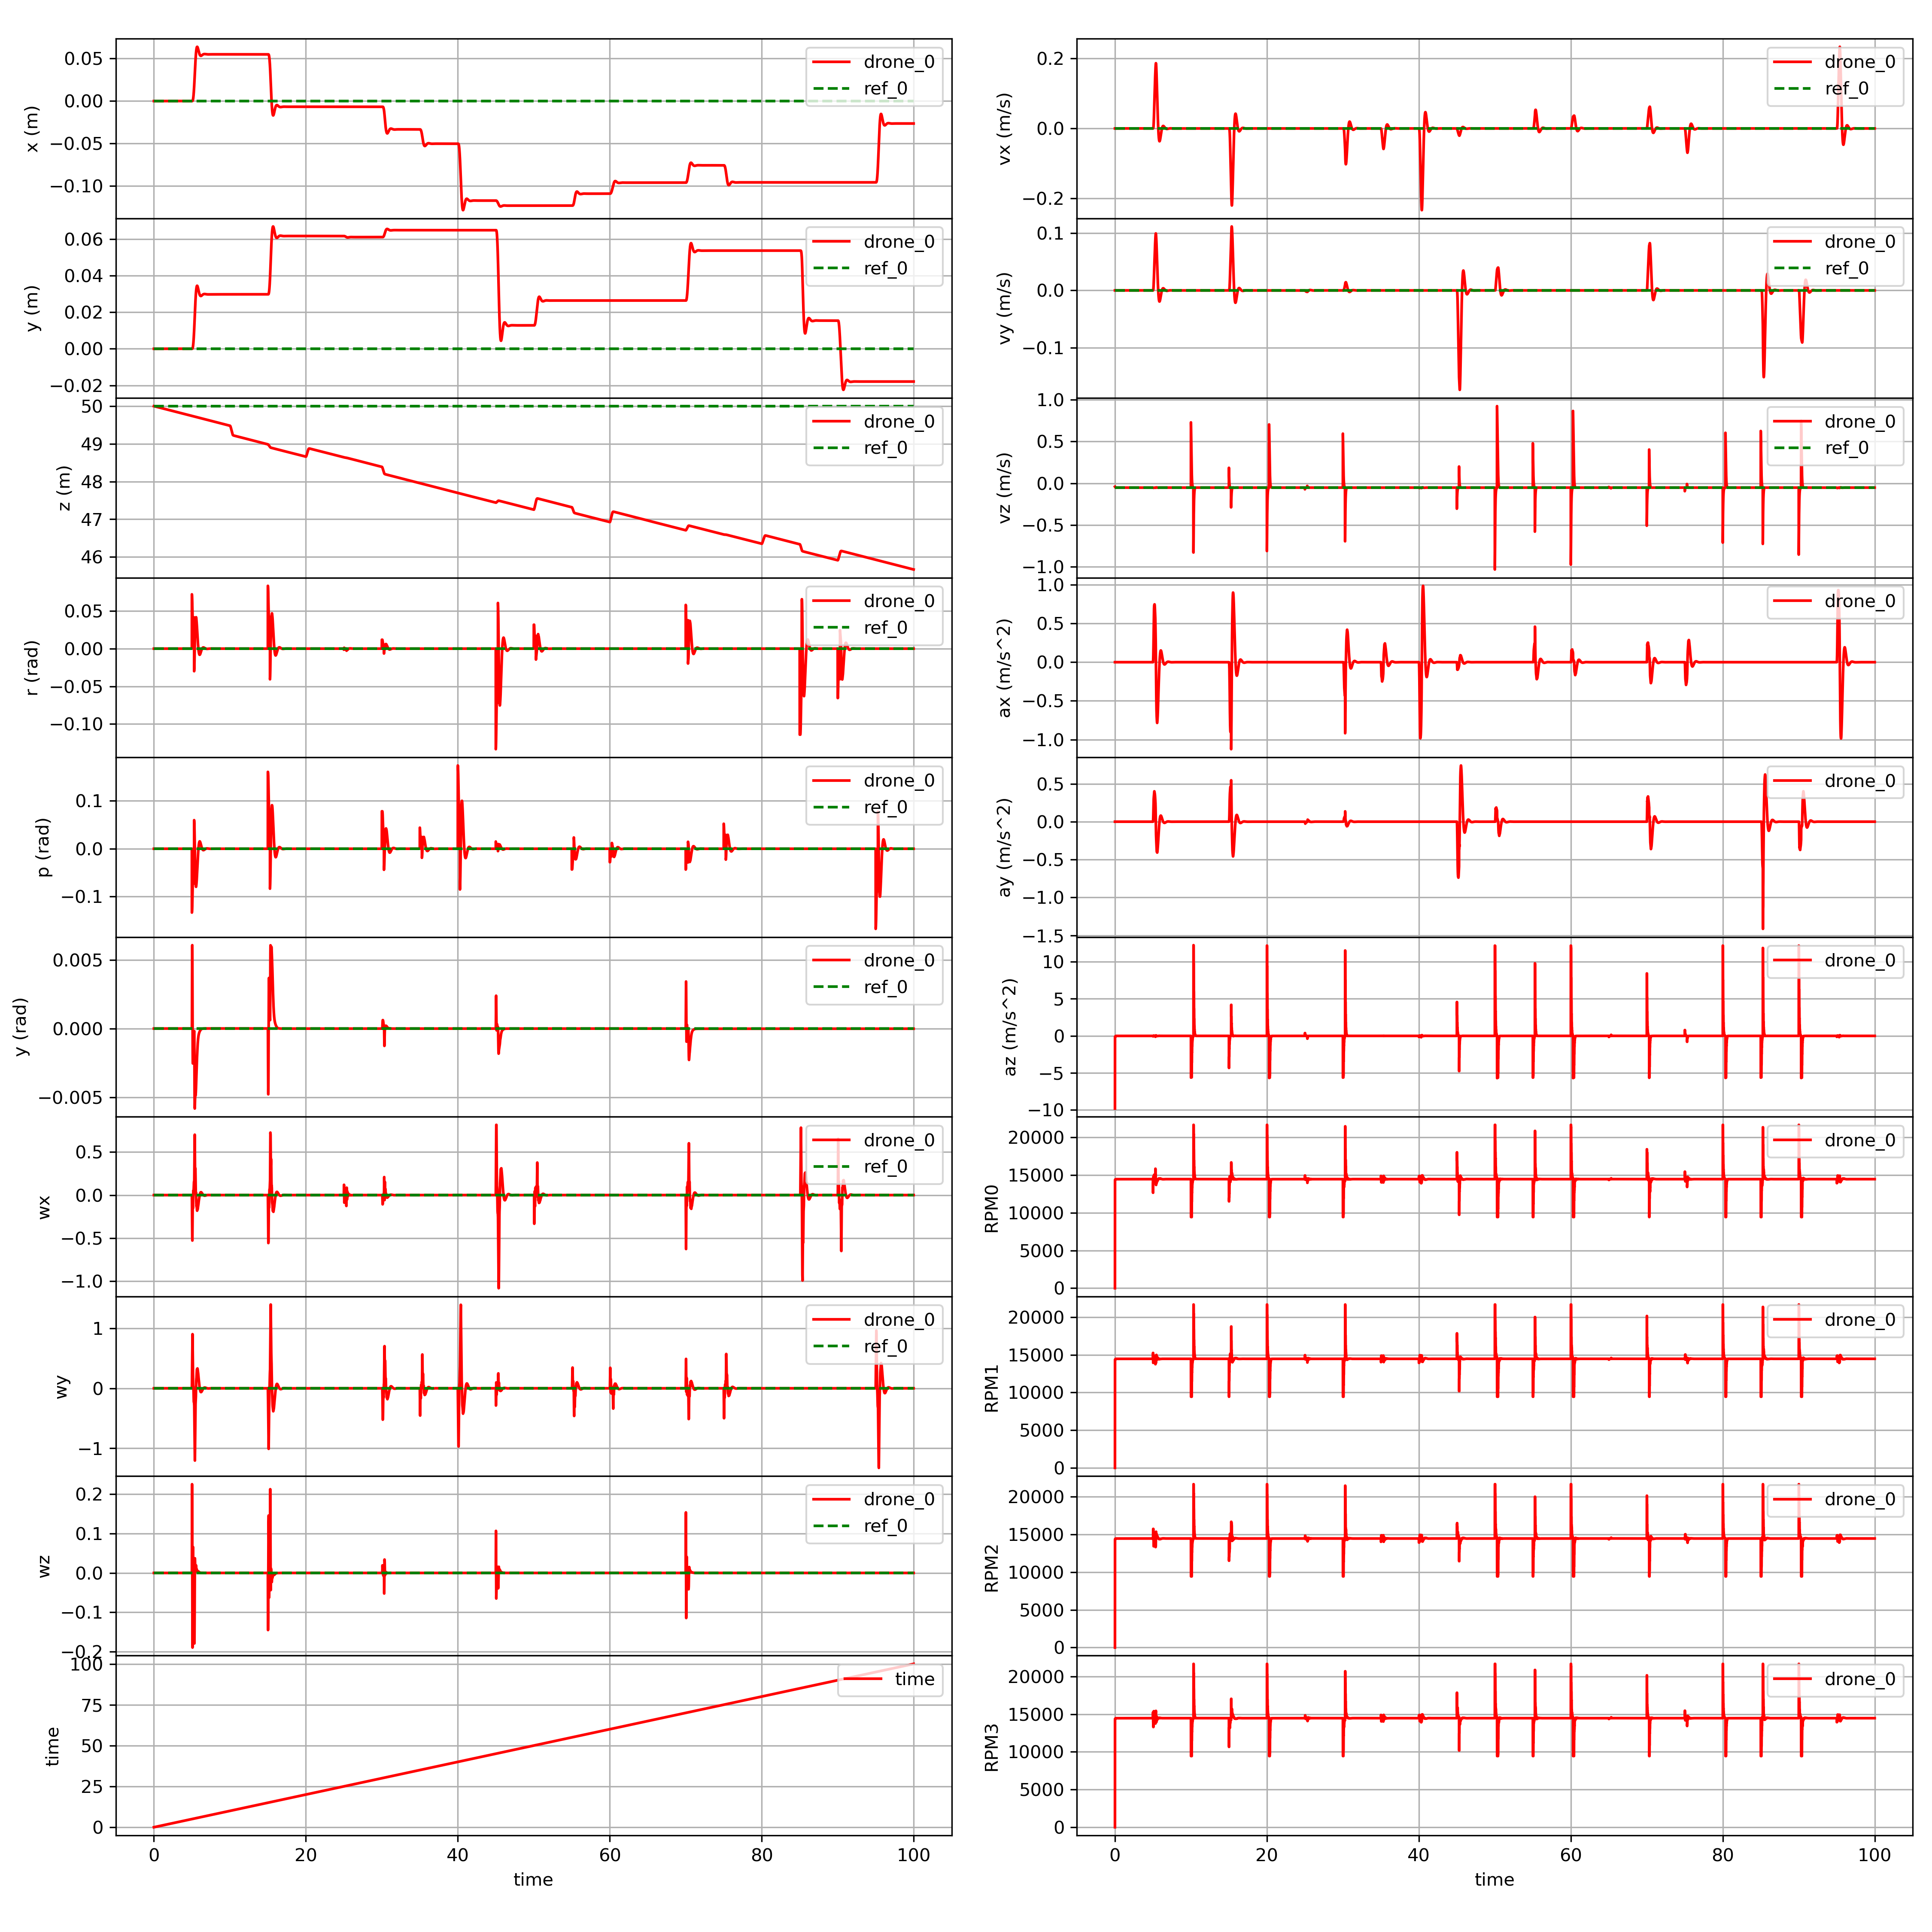 0.05
0.00
−0.05
−0.10
x (m)
drone_0
ref_0
0.06
0.04
0.02
0.00
−0.02
y (m)
drone_0
ref_0
50
49
48
47
46
z (m)
drone_0
ref_0
0.05
0.00
−0.05
−0.10
r (rad)
drone_0
ref_0
0.1
0.0
−0.1
p (rad)
drone_0
ref_0
0.005
0.000
−0.005
y (rad)
drone_0
ref_0
0.5
0.0
−0.5
−1.0
wx
drone_0
ref_0
1
0
−1
wy
drone_0
ref_0
0.2
0.1
0.0
−0.1
−0.2
wz
drone_0
ref_0
100
75
50
25
0
time
time
0 20 40 60 80 100
time
0.2
0.0
−0.2
vx (m/s)
drone_0
ref_0
0.1
0.0
−0.1
vy (m/s)
drone_0
ref_0
1.0
0.5
0.0
−0.5
−1.0
vz (m/s)
drone_0
ref_0
1.0
0.5
0.0
−0.5
−1.0
ax (m/s^2)
drone_0
0.5
0.0
−0.5
−1.0
−1.5
ay (m/s^2)
drone_0
10
5
0
−5
−10
az (m/s^2)
drone_0
20000
15000
10000
5000
0
RPM0
drone_0
20000
15000
10000
5000
0
RPM1
drone_0
20000
15000
10000
5000
0
RPM2
drone_0
20000
15000
10000
5000
0
RPM3
drone_0
0 20 40 60 80 100
time